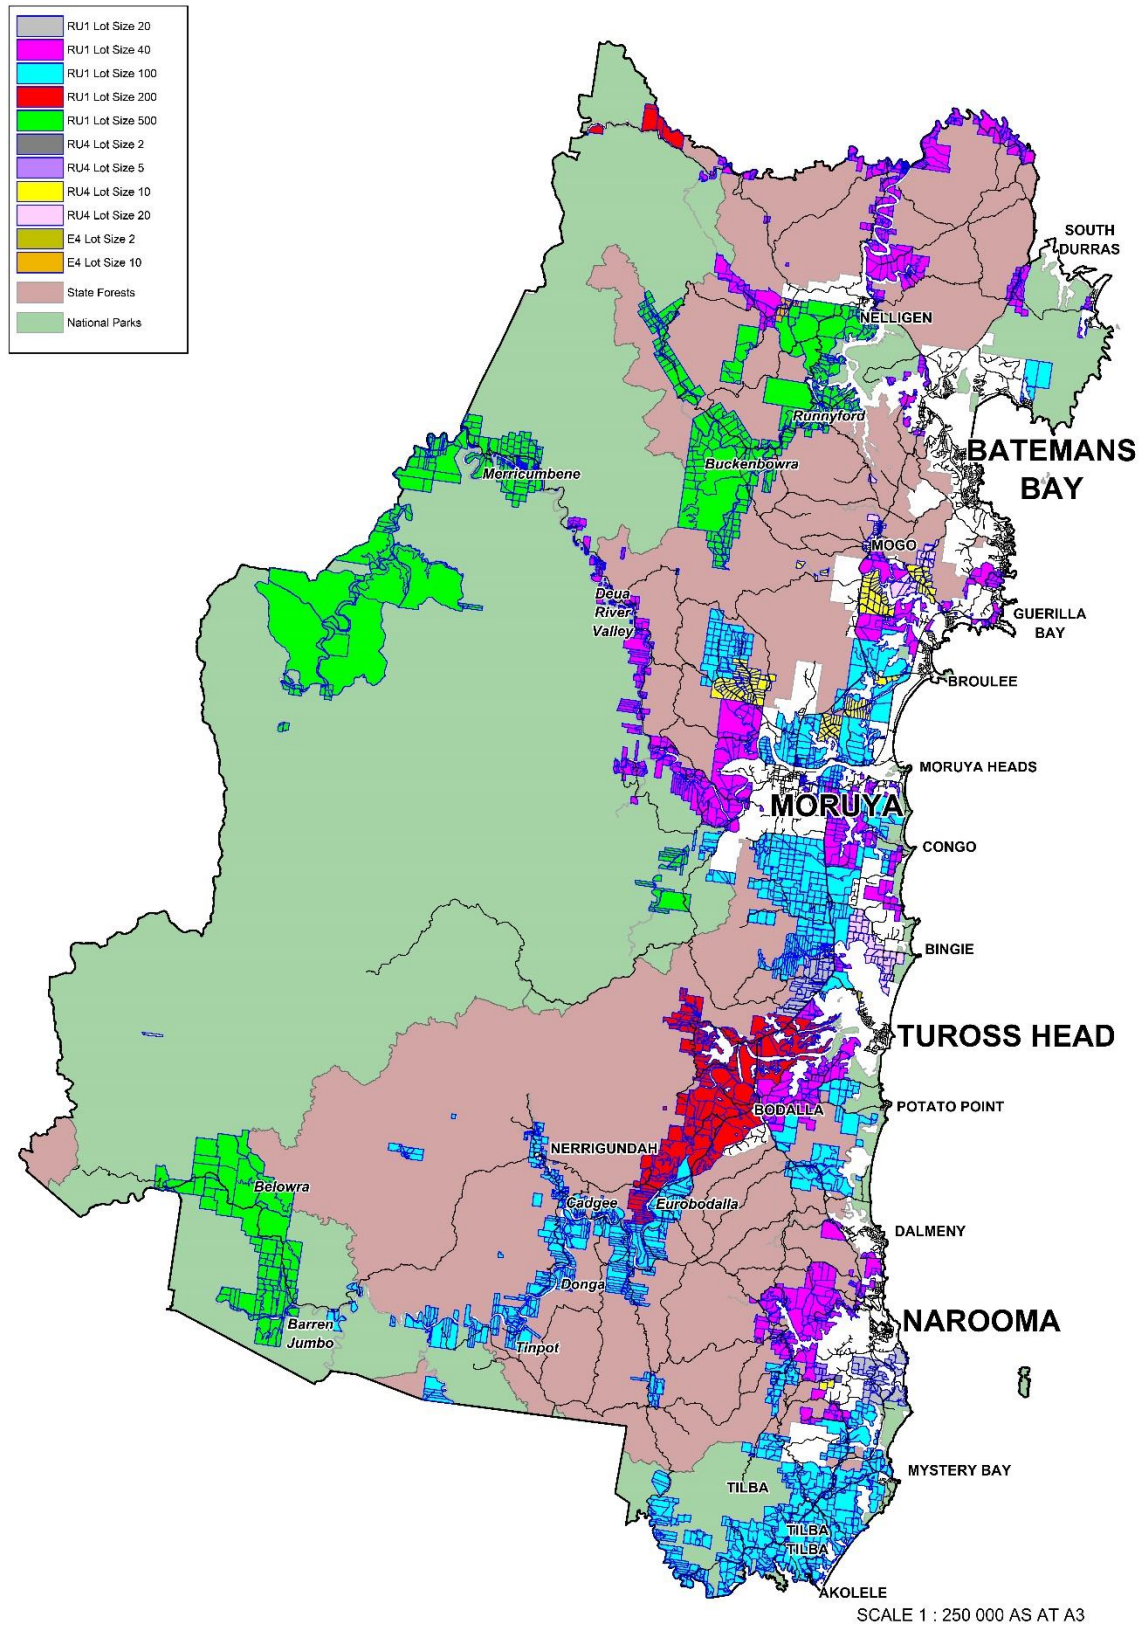 RU1 Lot Size 20
RU1 Lot Size 40
RU1 Lot Size 100
RU1 Lot Size 200
RU1 Lot Size 500
RU4 Lot Size 2
RU4 Lot Size 5
RU4 Lot Size 10
RU4 Lot Size 20
E4 Lot Size 2
E4 Lot Size 10
State Forests
National Parks
SOUTH
DURRAS
NELLIGEN
Runnyford
BATEMANS
BAY
Buckenbowra
Merricumbene
MOGO
Deua
River
Valley
GUERILLA
BAY
BROULEE
MORUYA HEADS
MORUYA
CONGO
BINGIE
TUROSS HEAD
POTATO POINT
BODALLA
NERRIGUNDAH
Belowra
Cadgee
Eurobodalla
DALMENY
Donga
NAROOMA
Barren
Jumbo
Tinpot
MYSTERY BAY
TILBA
TILBA
TILBA
AKOLELE
SCALE 1 : 250 000 AS AT A3